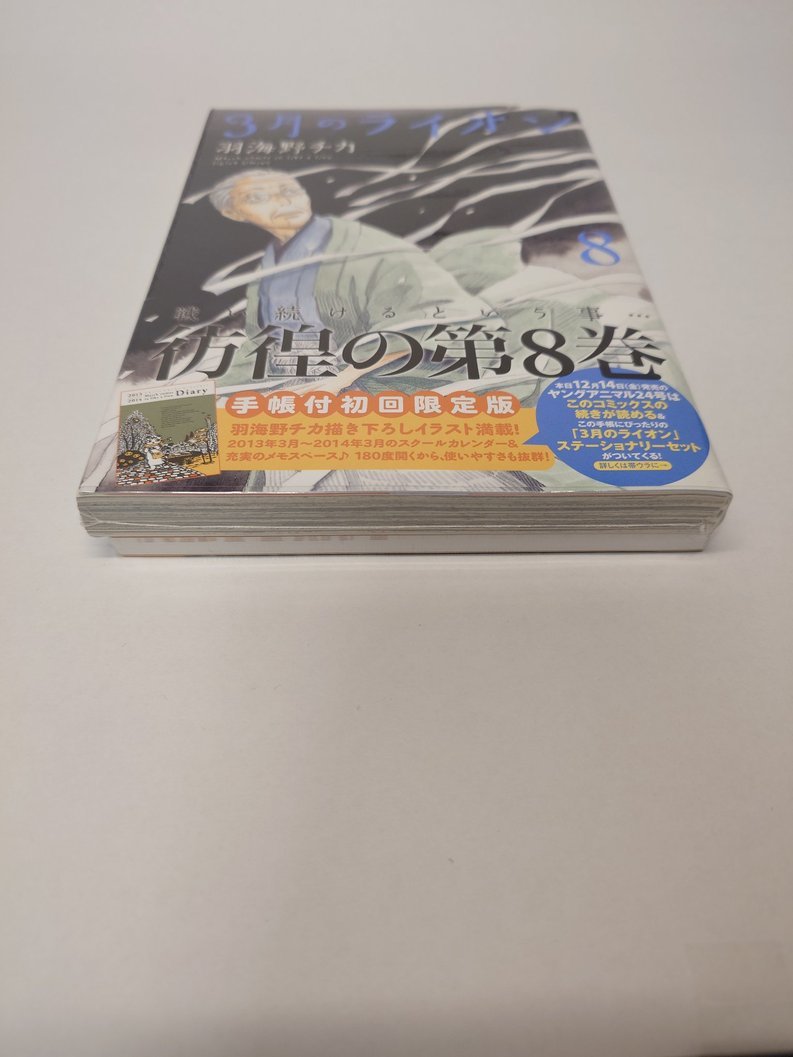 3月のライオン
羽海野チカ
March comes in like a lion
8
戦い続けるという事…
彷徨の第8巻
手帳付初回限定版
羽海野チカ描き下ろしイラスト満載!
2013年3月〜2014年3月のスクールカレンダー&
充実のメモスペース♪ 180度開くから、使いやすさも抜群!
2013
2014
Diary
本日12月14日(金)発売の
ヤングアニマル24号は
このコミックスの
続きが読める&
この手帳にぴったりの
「3月のライオン」
ステーショナリーセット
がついてくる!
詳しくは帯ウラに→